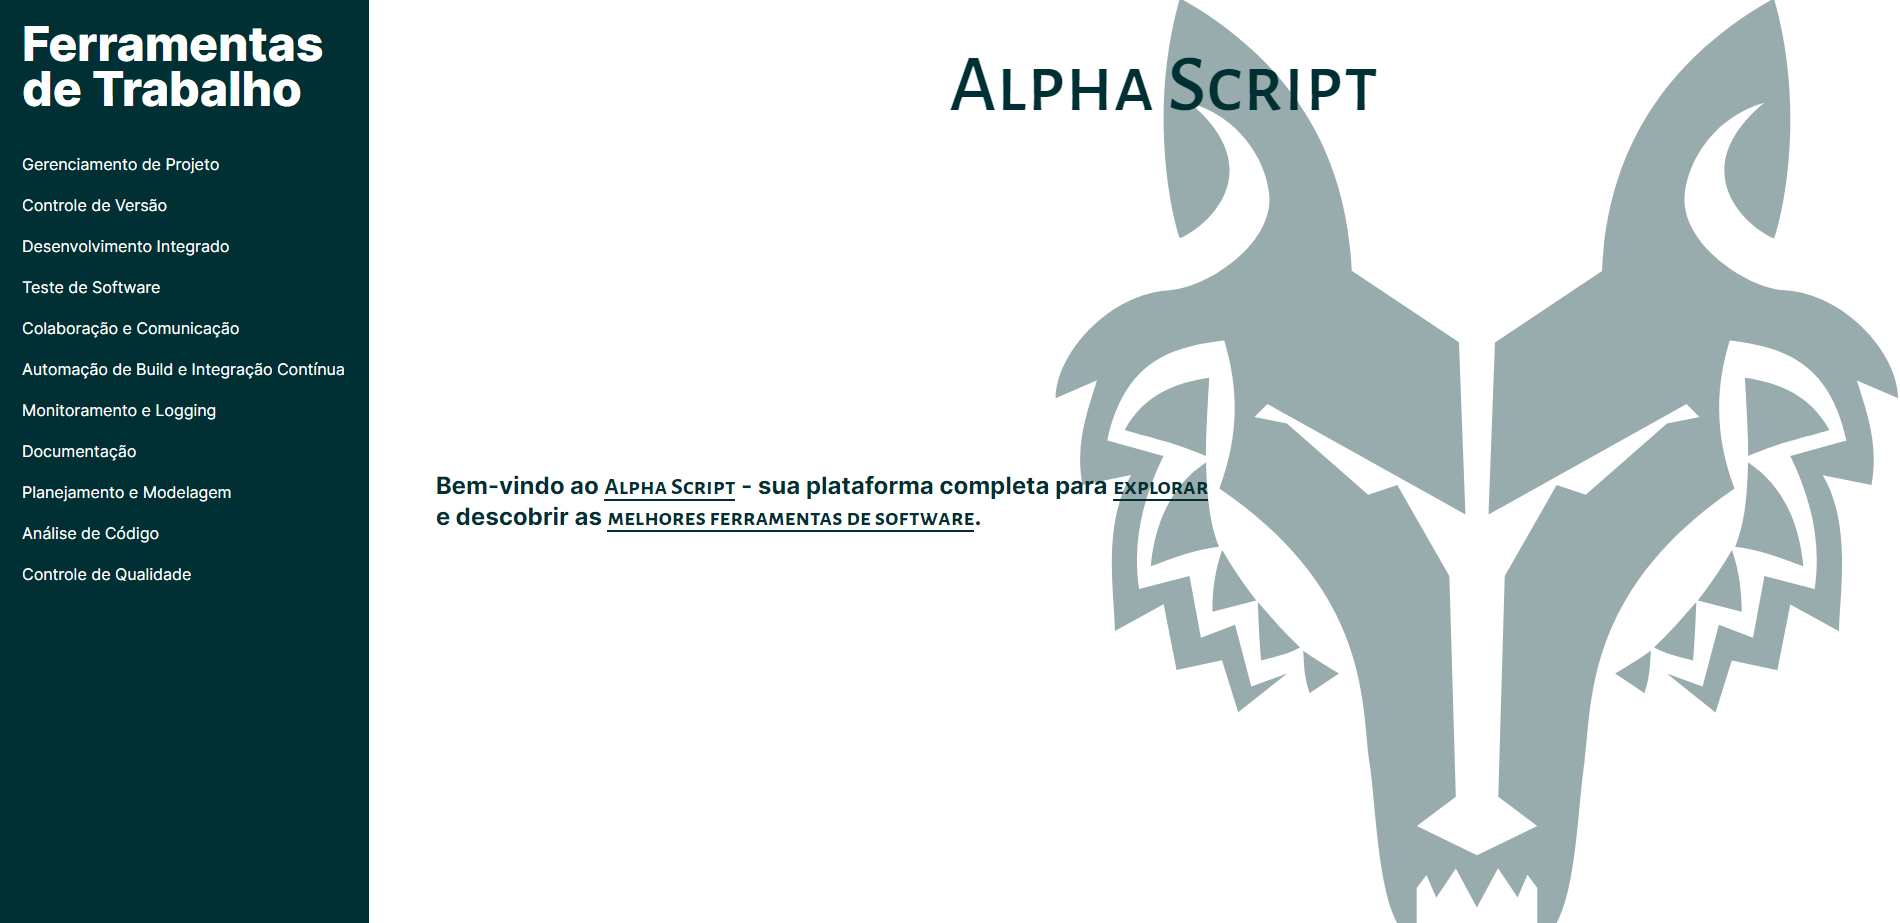 Ferramentas
de Trabalho
Gerenciamento de Projeto
Controle de Versão
Desenvolvimento Integrado
Teste de Software
Colaboração e Comunicação
Automação de Build e Integração Contínua
Monitoramento e Logging
Documentação
Planejamento e Modelagem
Análise de Código
Controle de Qualidade
Alpha Script
Bem-vindo ao Alpha Script - sua plataforma completa para explorar
e descobrir as melhores ferramentas de software.